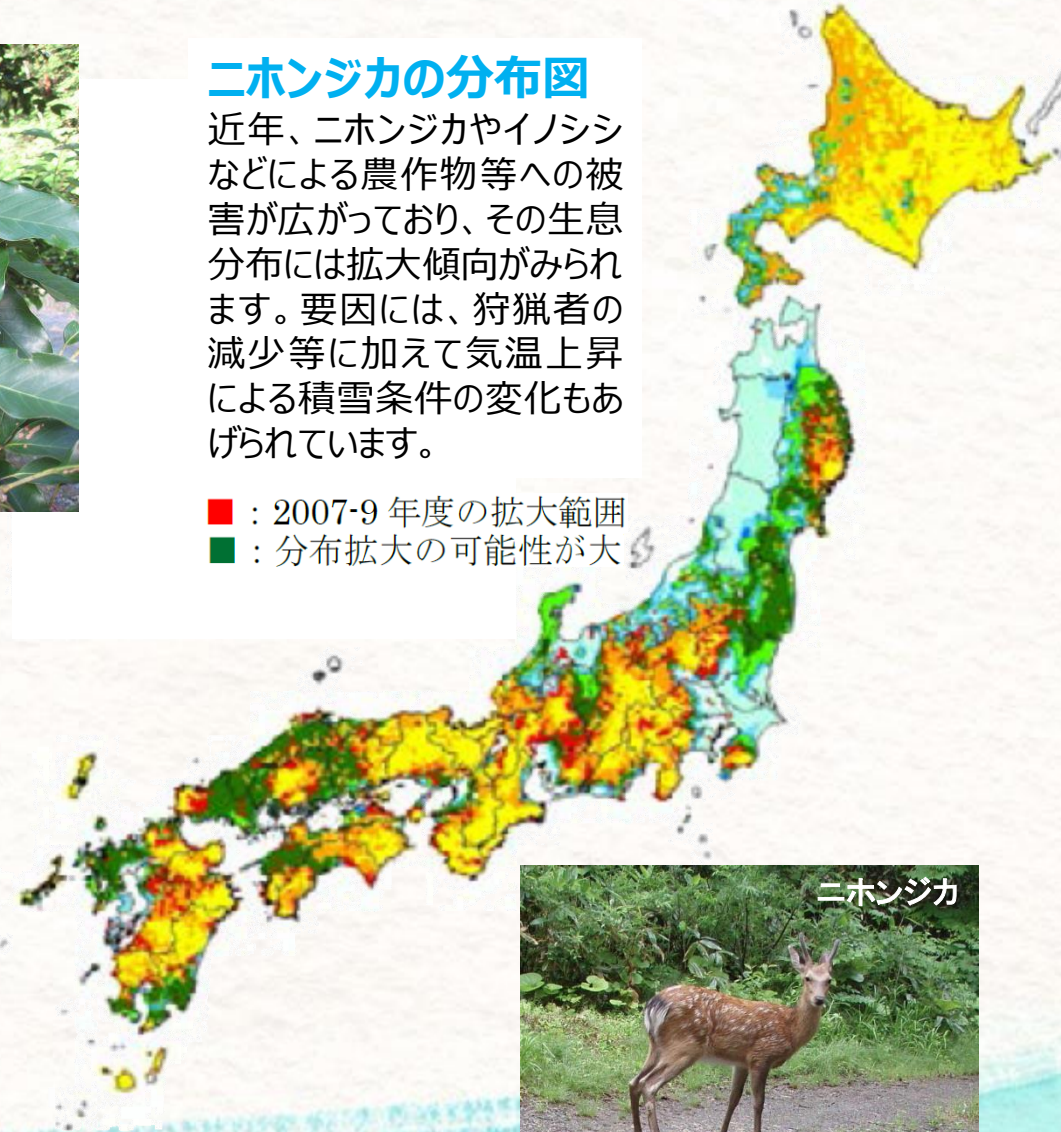 ニホンジカの分布図
近年、ニホンジカやイノシシ
などによる農作物等への被
害が広がっており、その生息
分布には拡大傾向がみられ
ます。要因には、狩猟者の
減少等に加えて気温上昇
による積雪条件の変化もあ
げられています。
■：2007-9 年度の拡大範囲
■：分布拡大の可能性が大
ニホンジカ